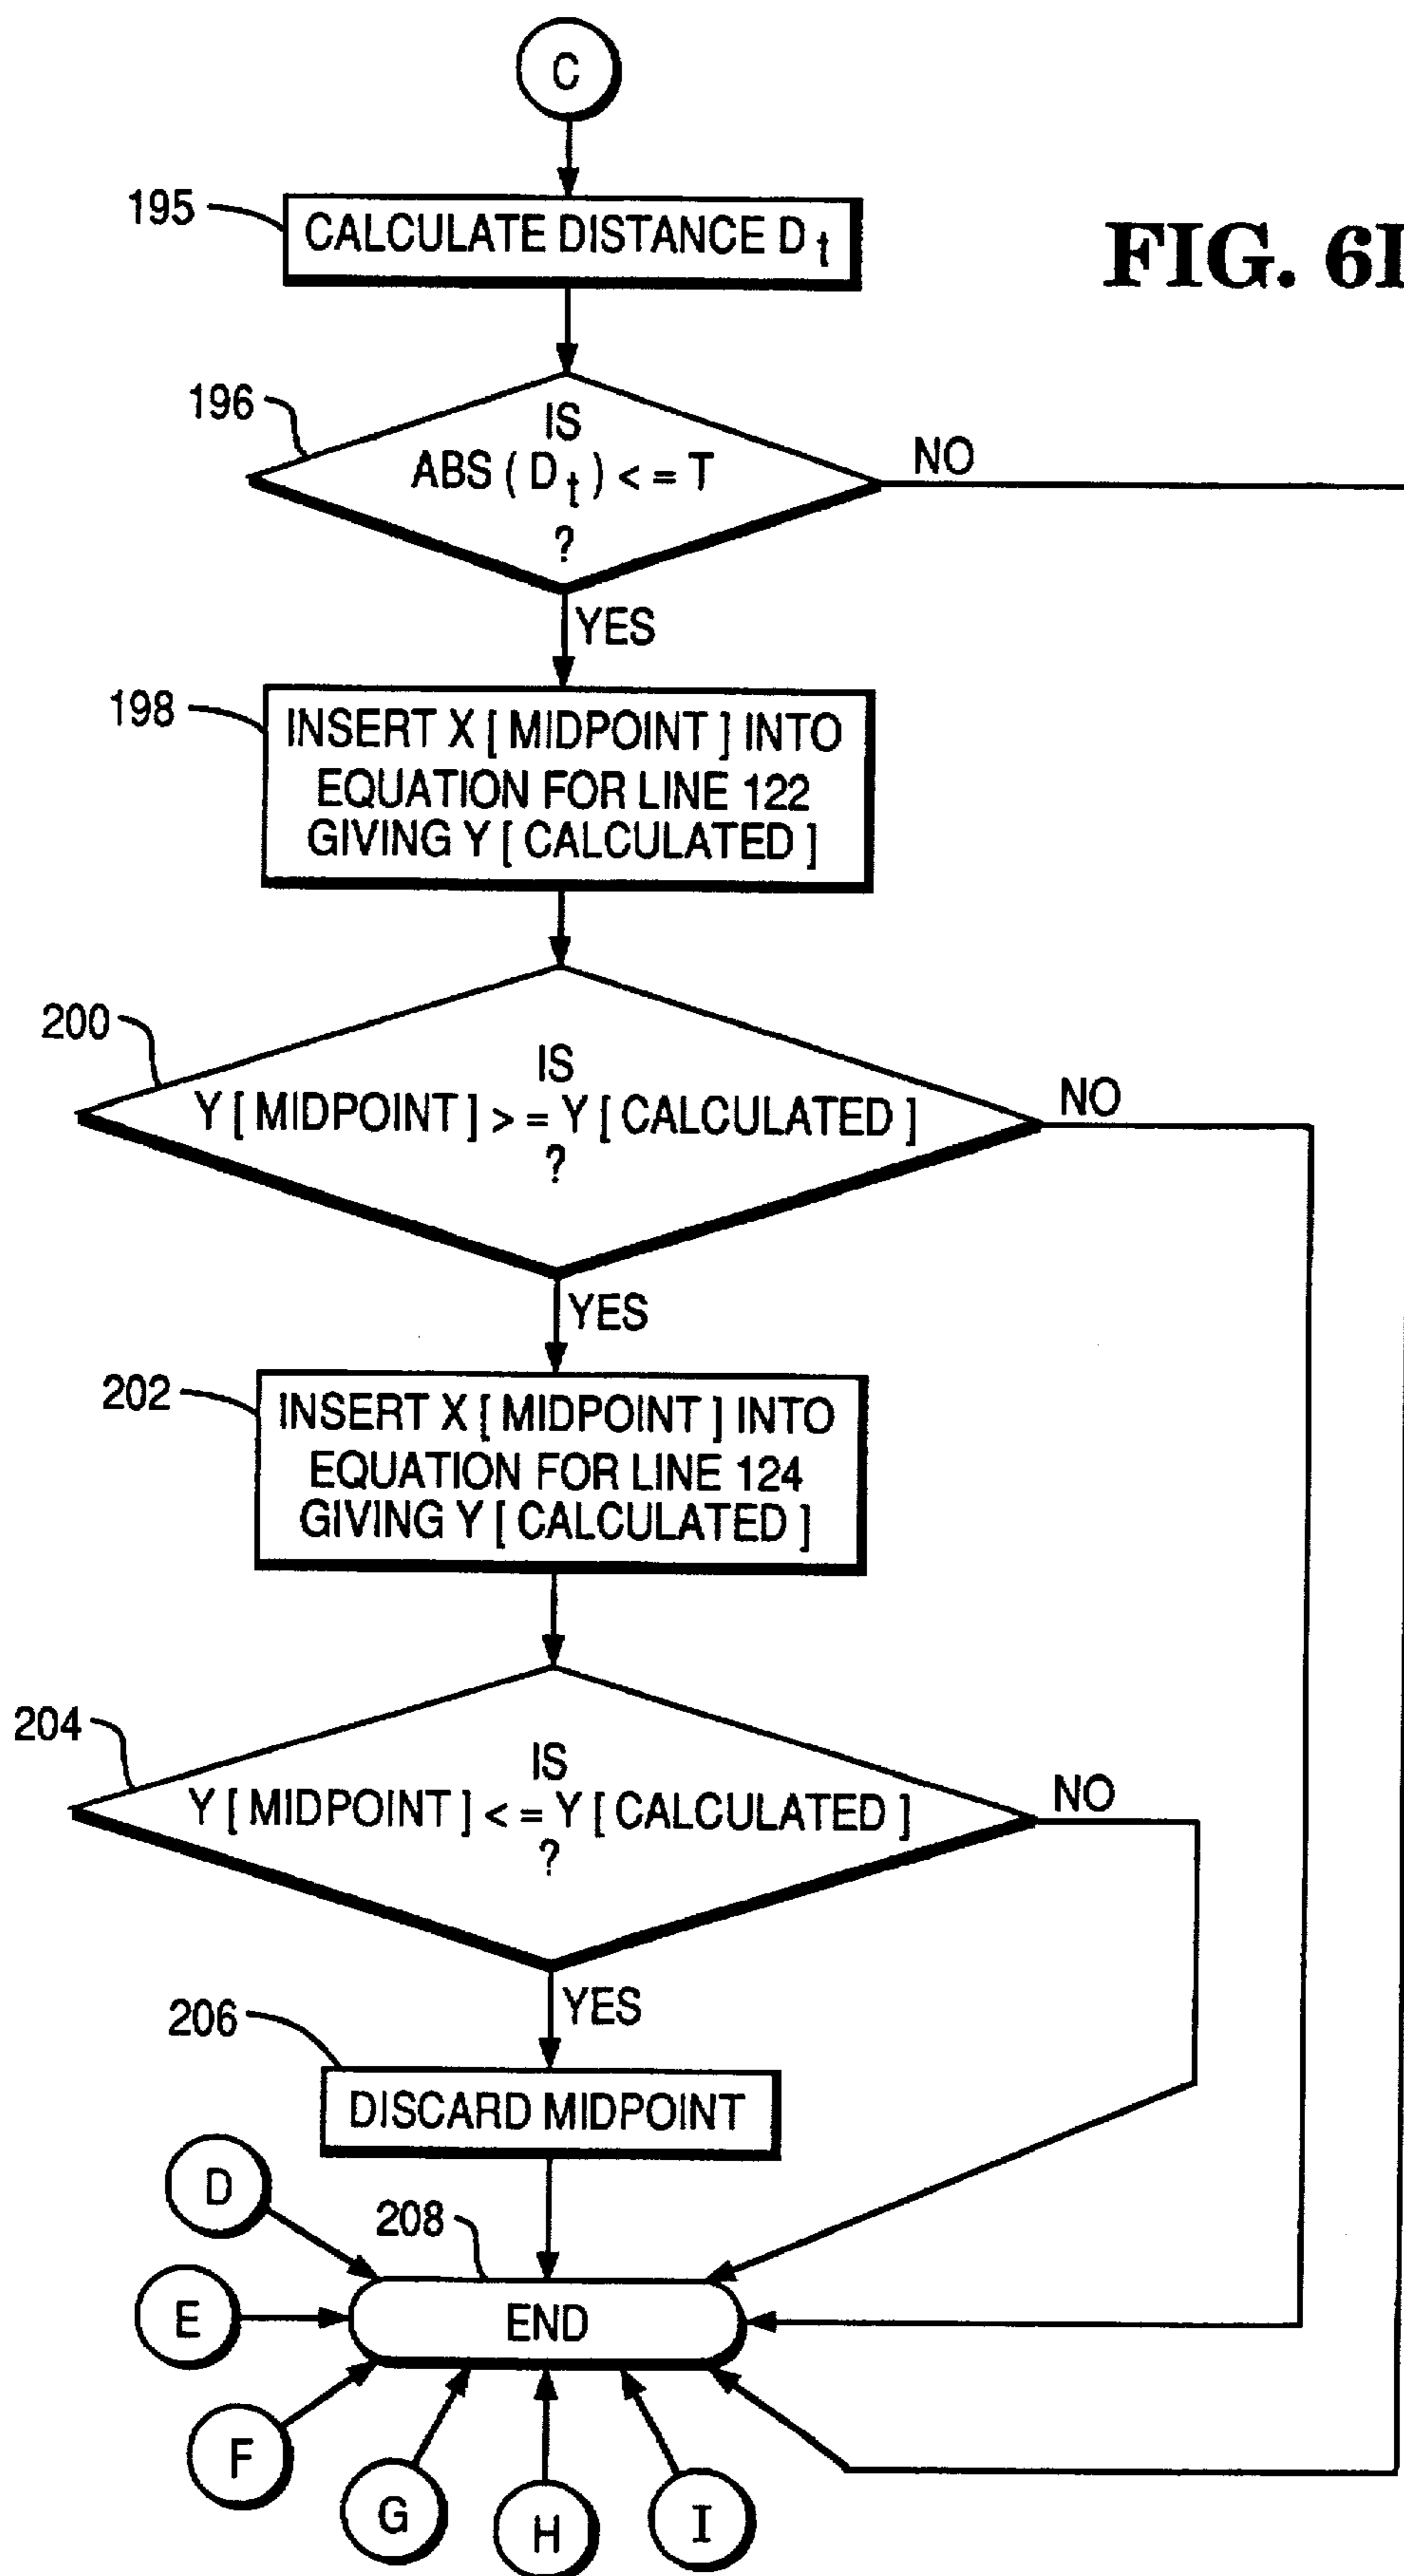 C
195
CALCULATE DISTANCE D t
FIG. 6I
196
IS
ABS ( D t ) < = T
?
NO
YES
198
INSERT X [ MIDPOINT ] INTO
EQUATION FOR LINE 122
GIVING Y [ CALCULATED ]
200
IS
Y [ MIDPOINT ] > = Y [ CALCULATED ]
?
NO
YES
202
INSERT X [ MIDPOINT ] INTO
EQUATION FOR LINE 124
GIVING Y [ CALCULATED ]
204
IS
Y [ MIDPOINT ] < = Y [ CALCULATED ]
?
NO
YES
206
DISCARD MIDPOINT
D
208
E
END
F
G
H
I